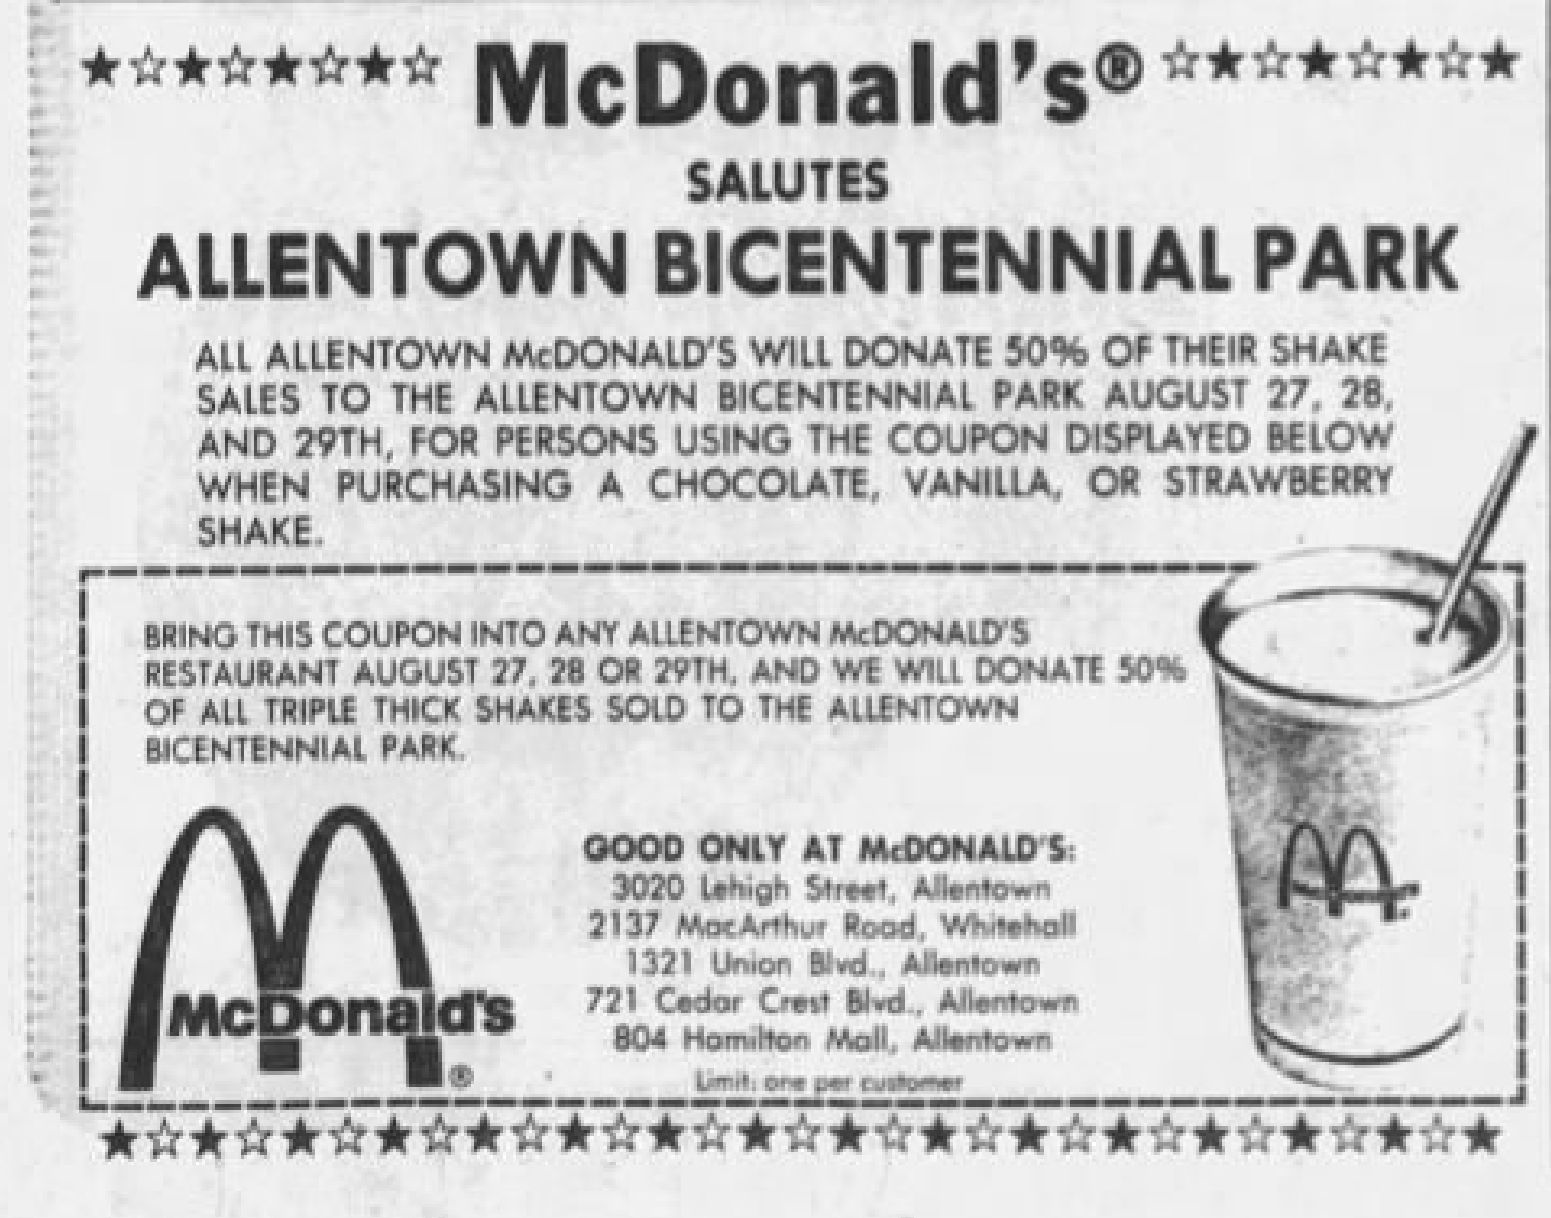 McDonald's®
SALUTES
ALLENTOWN BICENTENNIAL PARK
ALL ALLENTOWN McDONALD'S WILL DONATE 50% OF THEIR SHAKE
SALES TO THE ALLENTOWN BICENTENNIAL PARK AUGUST 27, 28,
AND 29TH, FOR PERSONS USING THE COUPON DISPLAYED BELOW
WHEN PURCHASING A CHOCOLATE, VANILLA, OR STRAWBERRY
SHAKE.
BRING THIS COUPON INTO ANY ALLENTOWN McDONALD'S
RESTAURANT AUGUST 27, 28 OR 29TH, AND WE WILL DONATE 50%
OF ALL TRIPLE THICK SHAKES SOLD TO THE ALLENTOWN
BICENTENNIAL PARK.
McDonald's
®
GOOD ONLY AT McDONALD'S:
3020 Lehigh Street, Allentown
2137 MacArthur Road, Whitehall
1321 Union Blvd., Allentown
721 Cedar Crest Blvd., Allentown
804 Hamilton Mall, Allentown
Limit: one per customer